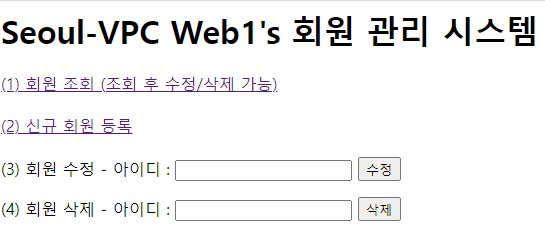 Seoul-VPC Web1's 회원 관리 시스템
(1) 회원 조회 (조회 후 수정/삭제 가능)
(2) 신규 회원 등록
(3) 회원 수정 - 아이디 : 수정
(4) 회원 삭제 - 아이디 : 삭제